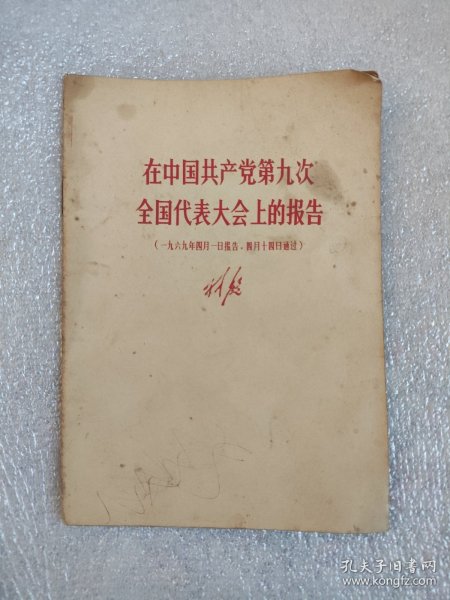 在中国共产党第九次
全国代表大会上的报告
(一九六九年四月一日报告,四月十四日通过)
林彪
孔夫子旧书网
www.kongfz.com